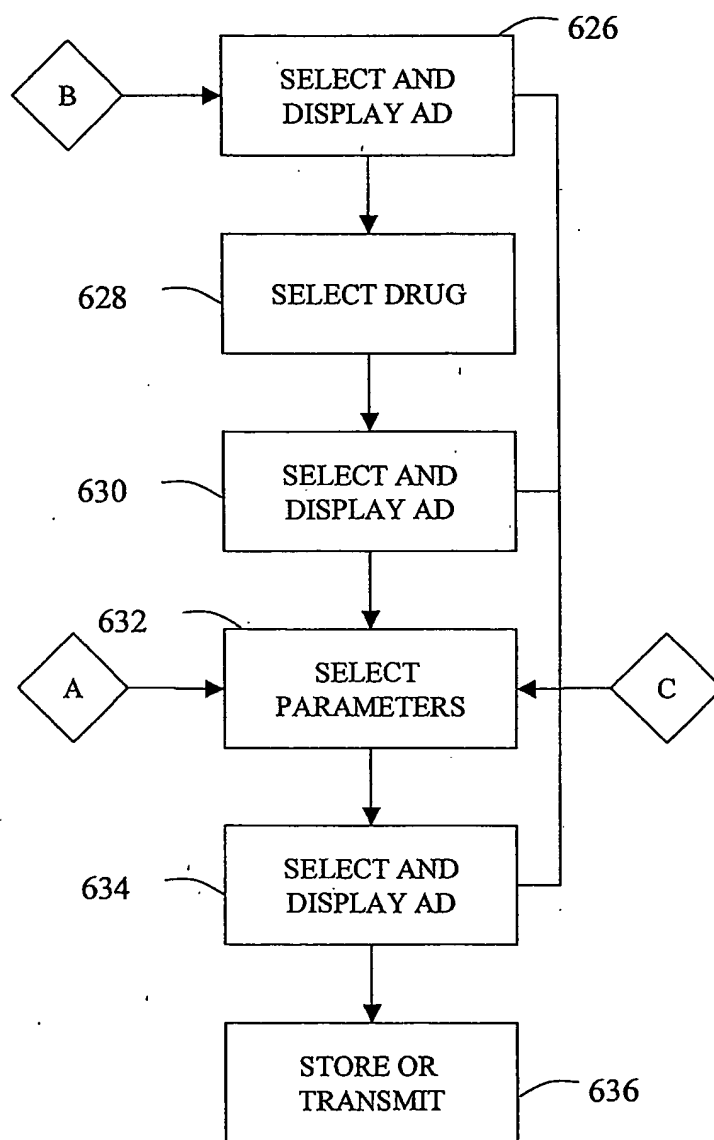 626
B
SELECT AND
DISPLAY AD
628
SELECT DRUG
630
SELECT AND
DISPLAY AD
632
A
SELECT
PARAMETERS
C
634
SELECT AND
DISPLAY AD
STORE OR
TRANSMIT
636